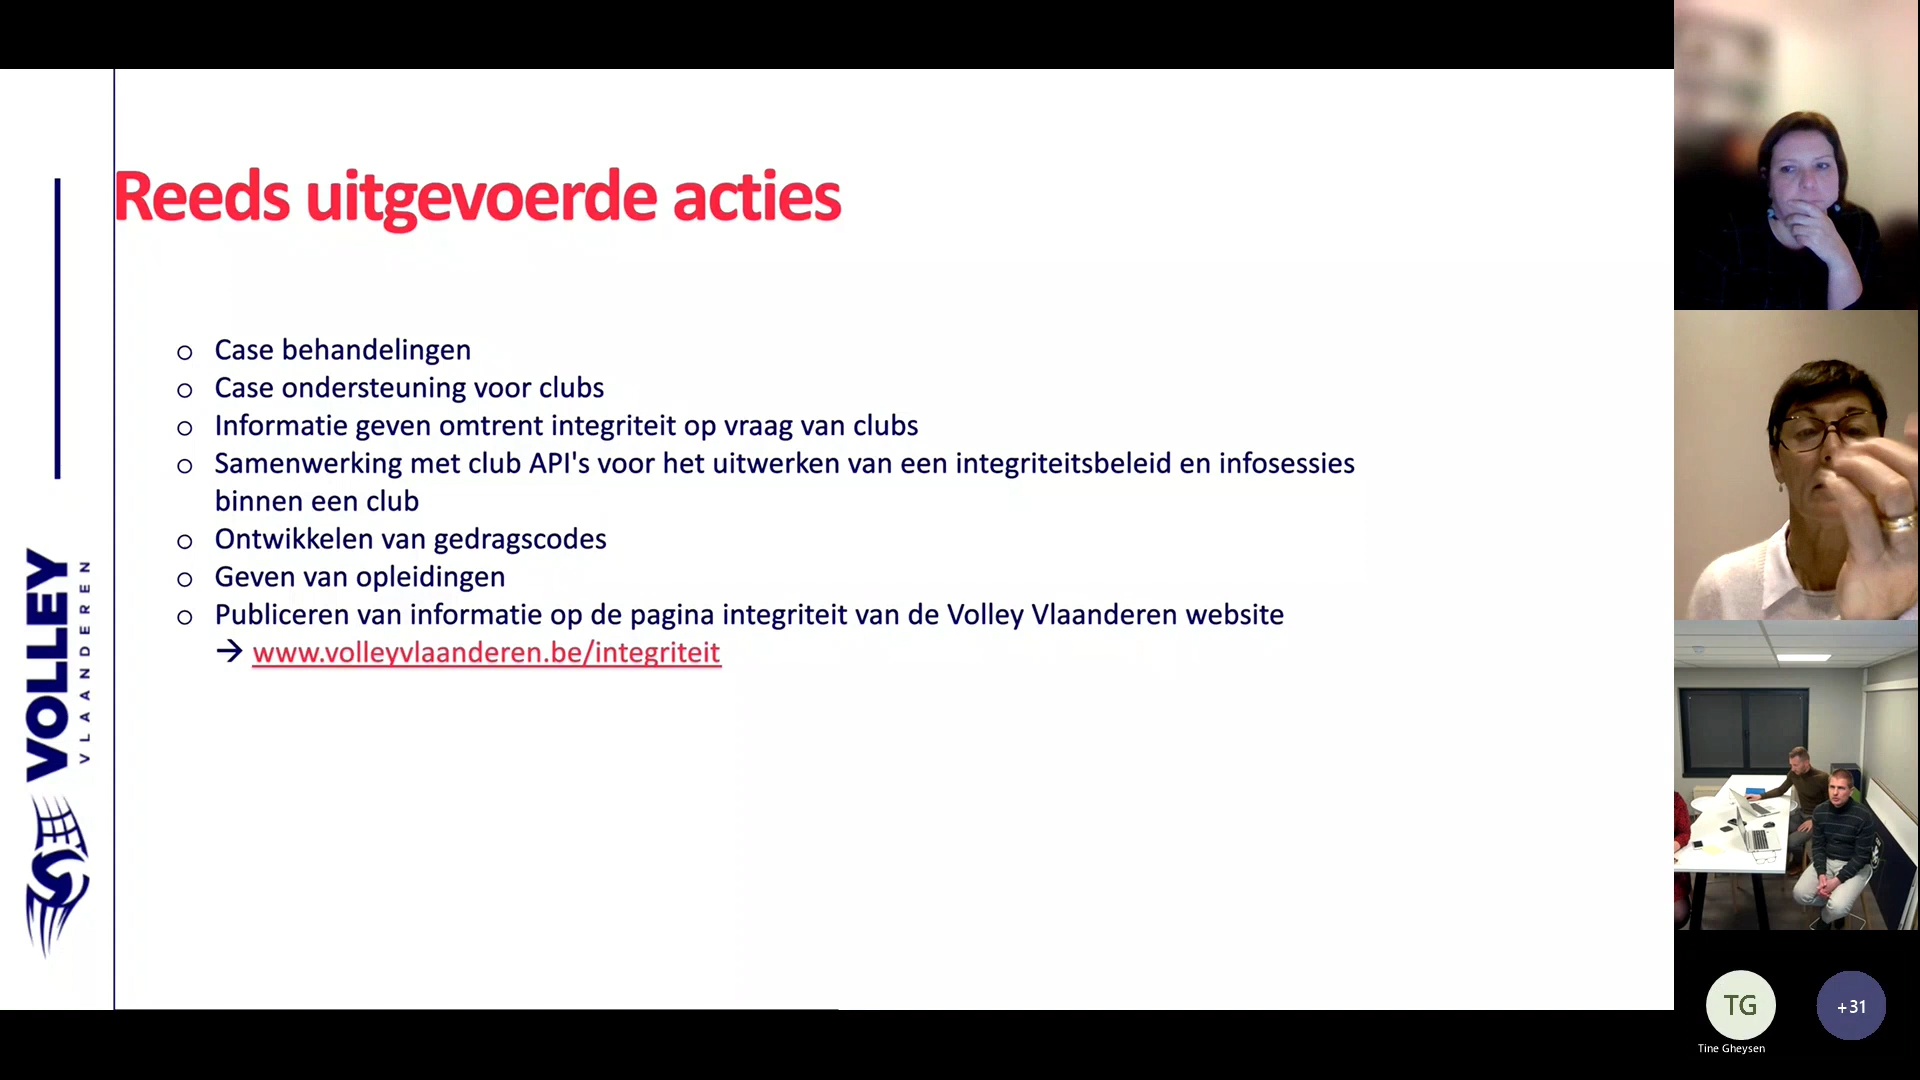 Reeds uitgevoerde acties
o Case behandelingen
o Case ondersteuning voor clubs
o Informatie geven omtrent integriteit op vraag van clubs
o Samenwerking met club API's voor het uitwerken van een integriteitsbeleid en infosessies
binnen een club
o Ontwikkelen van gedragscodes
o Geven van opleidingen
o Publiceren van informatie op de pagina integriteit van de Volley Vlaanderen website
→ www.volleyvlaanderen.be/integriteit
VOLLEY
VLAANDEREN
TG
+31
Tine Gheysen